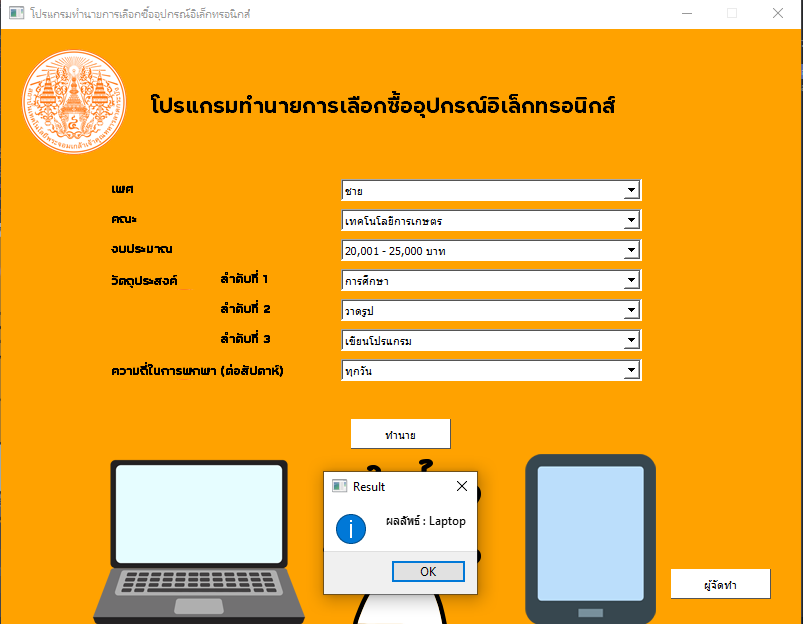 โปรแกรมทำนายการเลือกซื้ออุปกรณ์อิเล็กทรอนิกส์
โปรแกรมทำนายการเลือกซื้ออุปกรณ์อิเล็กทรอนิกส์
เพศ
ชาย
คณะ
เทคโนโลยีการเกษตร
งบประมาณ
20,001 - 25,000 บาท
วัตถุประสงค์
ลำดับที่ 1
การศึกษา
ลำดับที่ 2
วาดรูป
ลำดับที่ 3
เขียนโปรแกรม
ความถี่ในการพกพา (ต่อสัปดาห์)
ทุกวัน
ทำนาย
Result
ผลลัพธ์ : Laptop
OK
ผู้จัดทำ